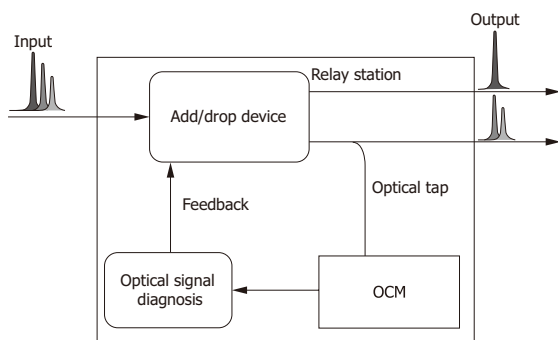 Input
Output
Relay station
Add/drop device
Optical tap
Feedback
Optical signal
diagnosis
OCM